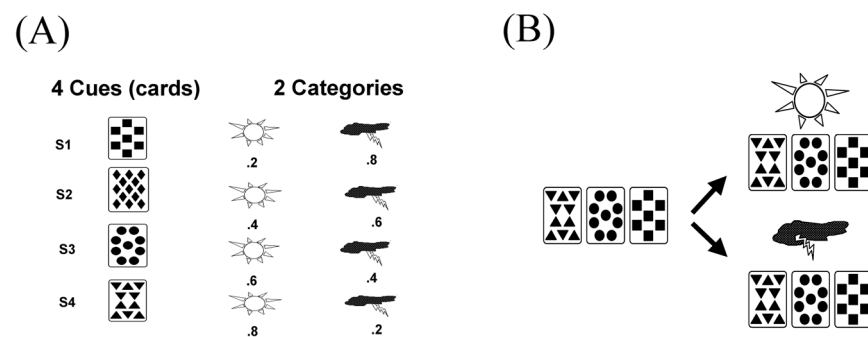 (A)
4 Cues (cards) 2 Categories
S1
.2 .8
S2
.4 .6
S3
.6 .4
S4
.8 .2
(B)